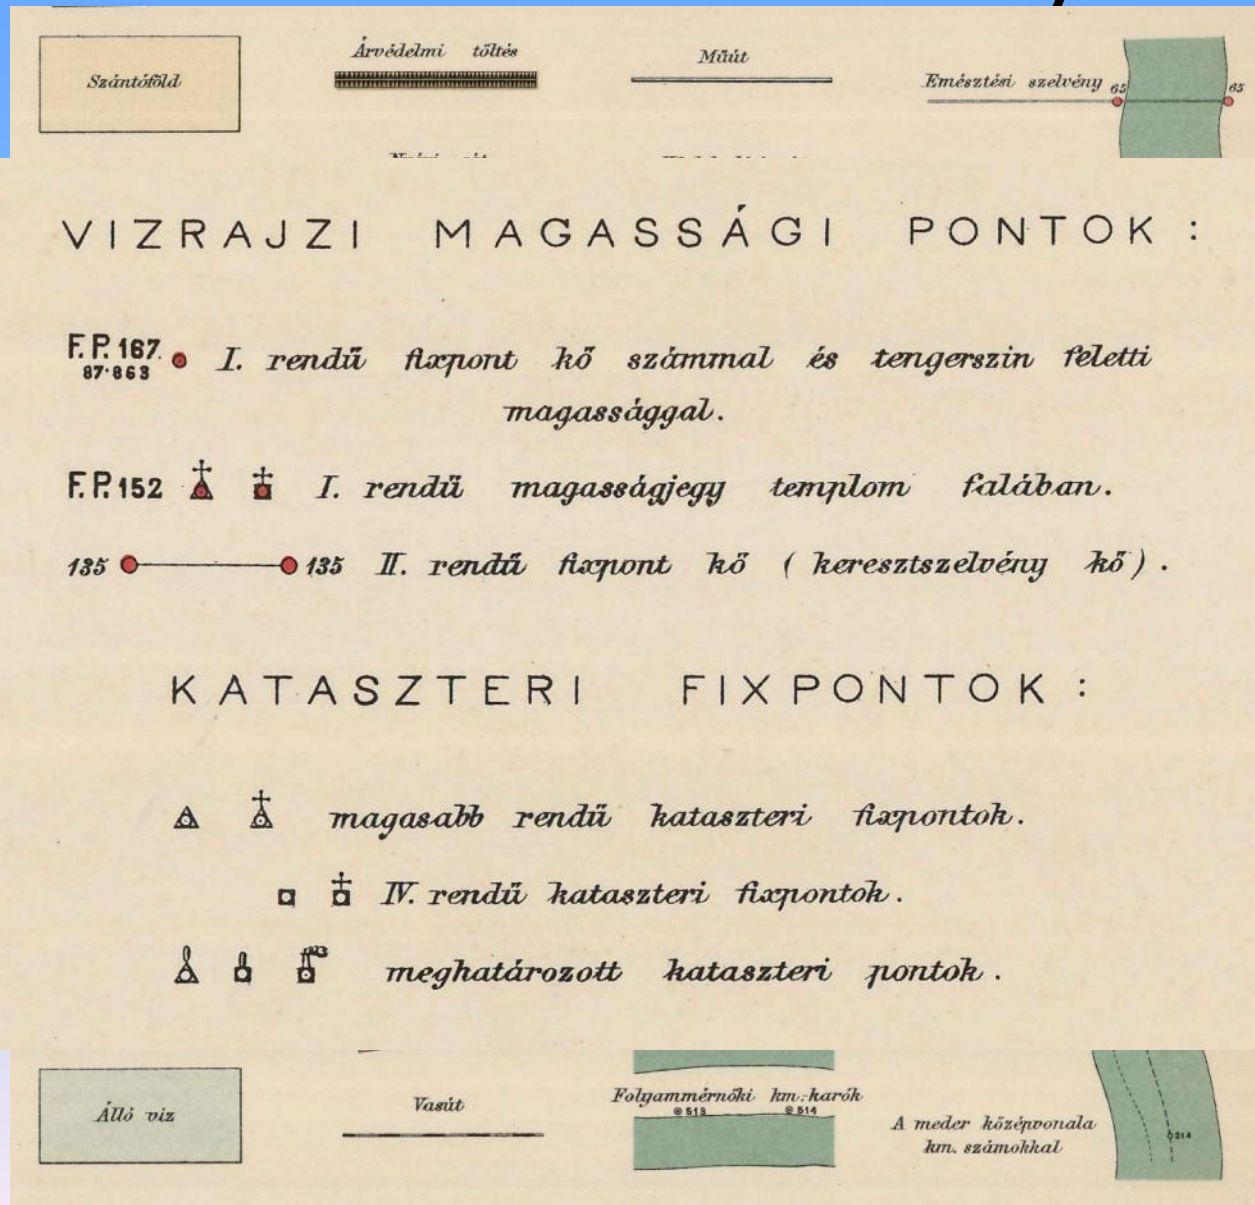 Szántóföld
Árvédelmi töltés
Műút
Emésztési szelvény 65 65
VIZRAJZI MAGASSÁGI PONTOK:
F.P. 167. I. rendű fixpont kő számmal és tengerszin feletti
87·863
magassággal.
F.P. 152 I. rendű magasságjegy templom falában.
135 135 II. rendű fixpont kő (keresztszelvény kő).
KATASZTERI FIXPONTOK:
magasabb rendű kataszteri fixpontok.
IV. rendű kataszteri fixpontok.
meghatározott kataszteri pontok.
Álló viz
Vasút
Folyammérnöki km.-karók
513 514
A meder középvonala
km. számokkal
514